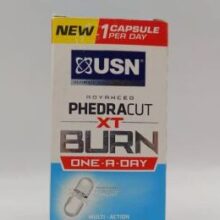 NEW 1 CAPSULE
PER DAY
USN
ADVANCED
PHEDRACUT
XT
BURN
ONE-A-DAY
MULTI-ACTION